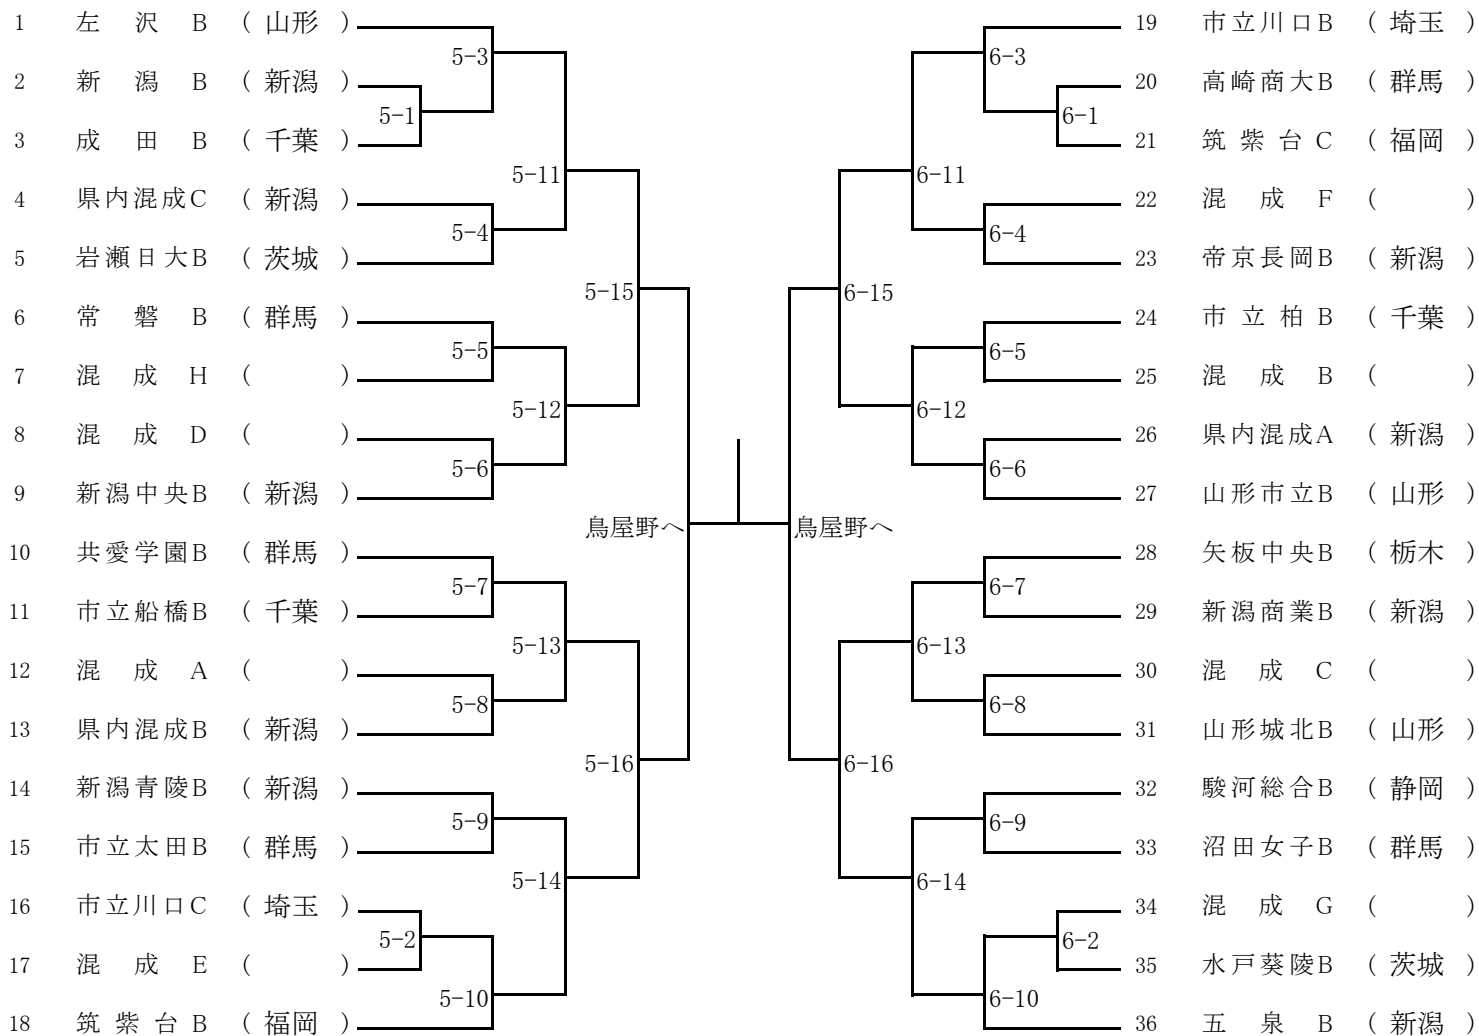 1 左沢B （山形）
5-3
2 新潟B （新潟）
5-1
3 成田B （千葉）
5-11
4 県内混成C （新潟）
5-4
5 岩瀬日大B （茨城）
5-15
6 常磐B （群馬）
5-5
7 混成H （ ）
5-12
8 混成D （ ）
5-6
9 新潟中央B （新潟）
鳥屋野へ
10 共愛学園B （群馬）
5-7
11 市立船橋B （千葉）
5-13
12 混成A （ ）
5-8
13 県内混成B （新潟）
5-16
14 新潟青陵B （新潟）
5-9
15 市立太田B （群馬）
5-14
16 市立川口C （埼玉）
5-2
17 混成E （ ）
5-10
18 筑紫台B （福岡）
19 市立川口B （埼玉）
6-3
20 高崎商大B （群馬）
6-1
21 筑紫台C （福岡）
6-11
22 混成F （ ）
6-4
23 帝京長岡B （新潟）
6-15
24 市立柏B （千葉）
6-5
25 混成B （ ）
6-12
26 県内混成A （新潟）
6-6
27 山形市立B （山形）
鳥屋野へ
28 矢板中央B （栃木）
6-7
29 新潟商業B （新潟）
6-13
30 混成C （ ）
6-8
31 山形城北B （山形）
6-16
32 駿河総合B （静岡）
6-9
33 沼田女子B （群馬）
6-14
34 混成G （ ）
6-2
35 水戸葵陵B （茨城）
6-10
36 五泉B （新潟）